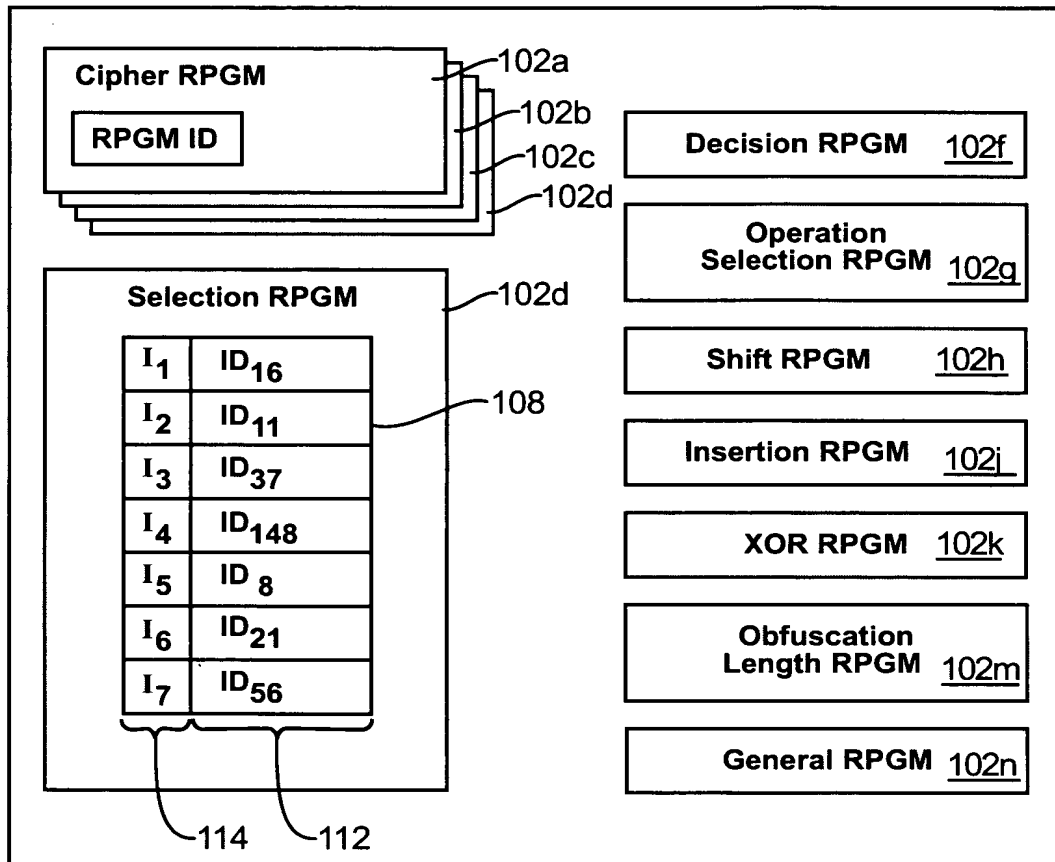 Cipher RPGM
RPGM ID
102a
102b
102c
102d
Selection RPGM
102d
I1 ID16
I2 ID11
I3 ID37
I4 ID148
I5 ID 8
I6 ID21
I7 ID56
108
114
112
Decision RPGM 102f
Operation
Selection RPGM 102g
Shift RPGM 102h
Insertion RPGM 102j
XOR RPGM 102k
Obfuscation
Length RPGM 102m
General RPGM 102n